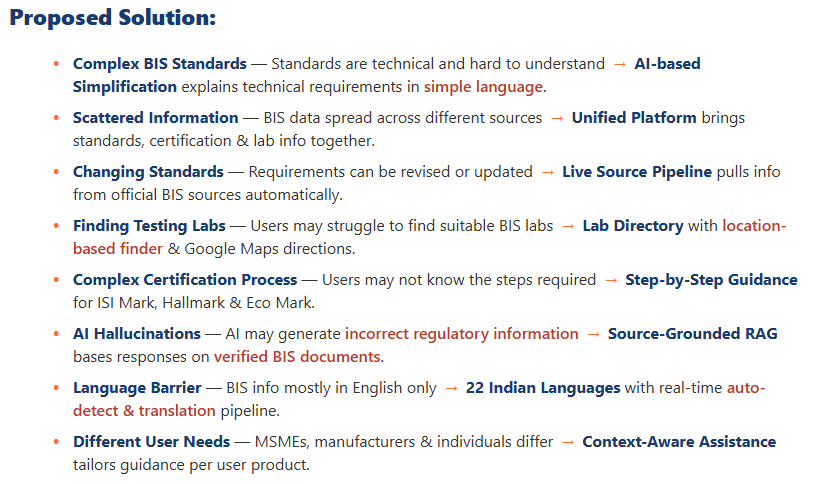 Proposed Solution:
• Complex BIS Standards — Standards are technical and hard to understand → AI-based
Simplification explains technical requirements in simple language.
• Scattered Information — BIS data spread across different sources → Unified Platform brings
standards, certification & lab info together.
• Changing Standards — Requirements can be revised or updated → Live Source Pipeline pulls info
from official BIS sources automatically.
• Finding Testing Labs — Users may struggle to find suitable BIS labs → Lab Directory with location-
based finder & Google Maps directions.
• Complex Certification Process — Users may not know the steps required → Step-by-Step Guidance
for ISI Mark, Hallmark & Eco Mark.
• AI Hallucinations — AI may generate incorrect regulatory information → Source-Grounded RAG
bases responses on verified BIS documents.
• Language Barrier — BIS info mostly in English only → 22 Indian Languages with real-time auto-
detect & translation pipeline.
• Different User Needs — MSMEs, manufacturers & individuals differ → Context-Aware Assistance
tailors guidance per user product.